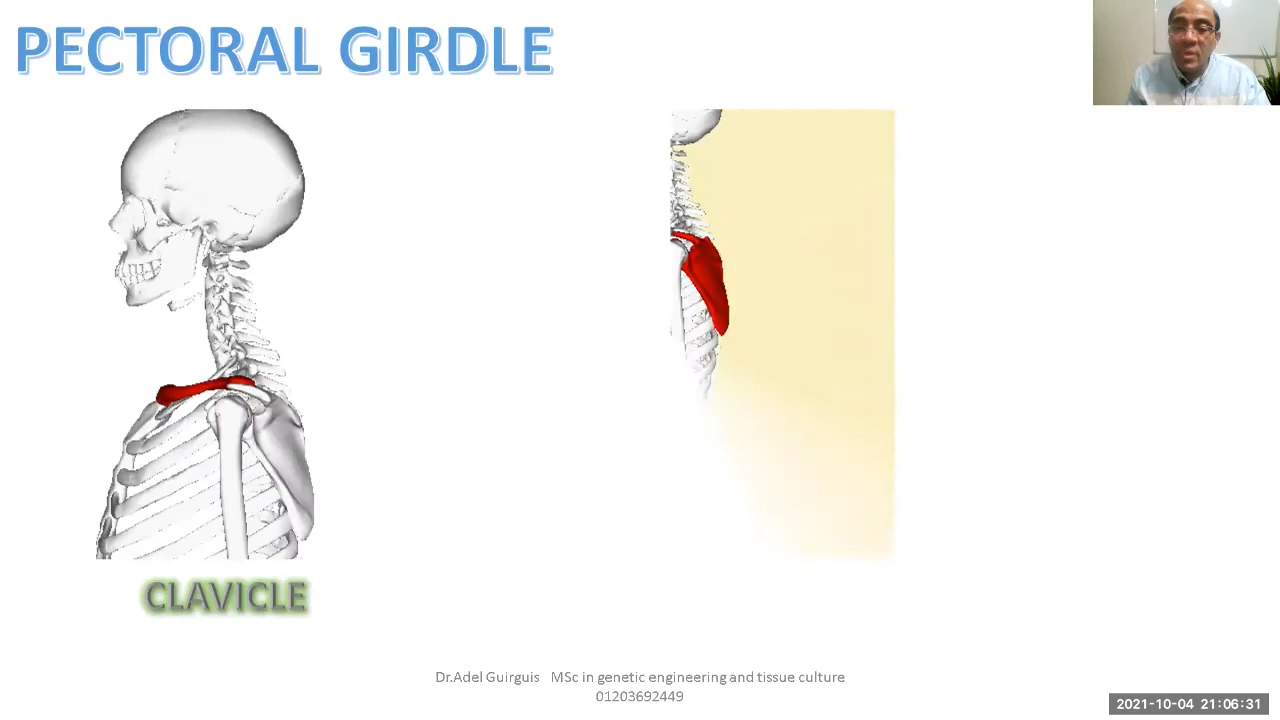 PECTORAL GIRDLE
CLAVICLE
Dr.Adel Guirguis MSc in genetic engineering and tissue culture
01203692449
2021-10-04 21:06:31